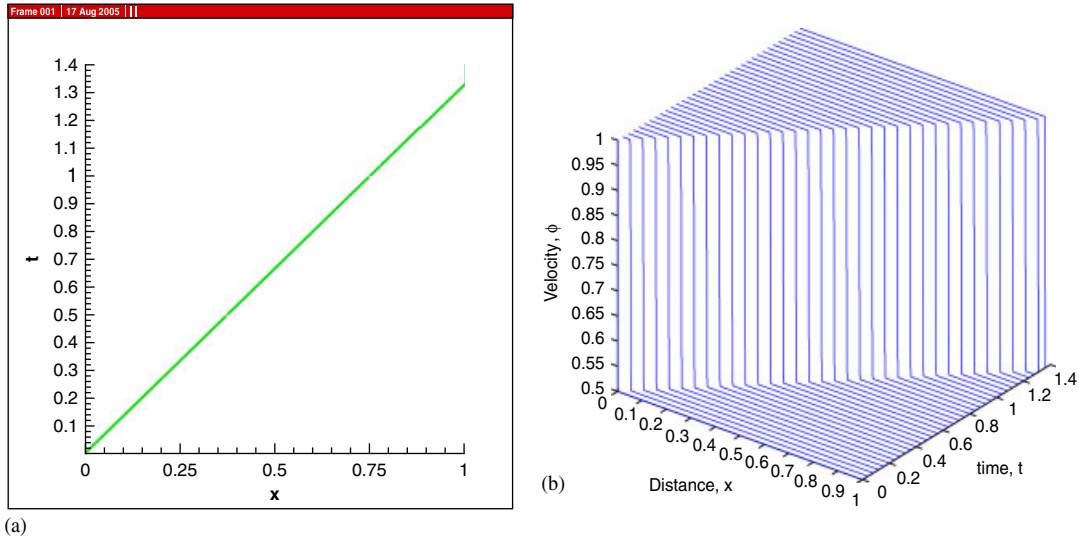 Frame 001 | 17 Aug 2005
1.4
1.3
1.2
1.1
1
0.9
0.8
0.7
0.6
0.5
0.4
0.3
0.2
0.1
t
0 0.25 0.5 0.75 1
x
(a)
1
0.95
0.9
0.85
0.8
0.75
0.7
0.65
0.6
0.55
0.5
Velocity, ϕ
0 0.1 0.2 0.3 0.4 0.5 0.6 0.7 0.8 0.9 1
Distance, x
0 0.2 0.4 0.6 0.8 1 1.2 1.4
time, t
(b)